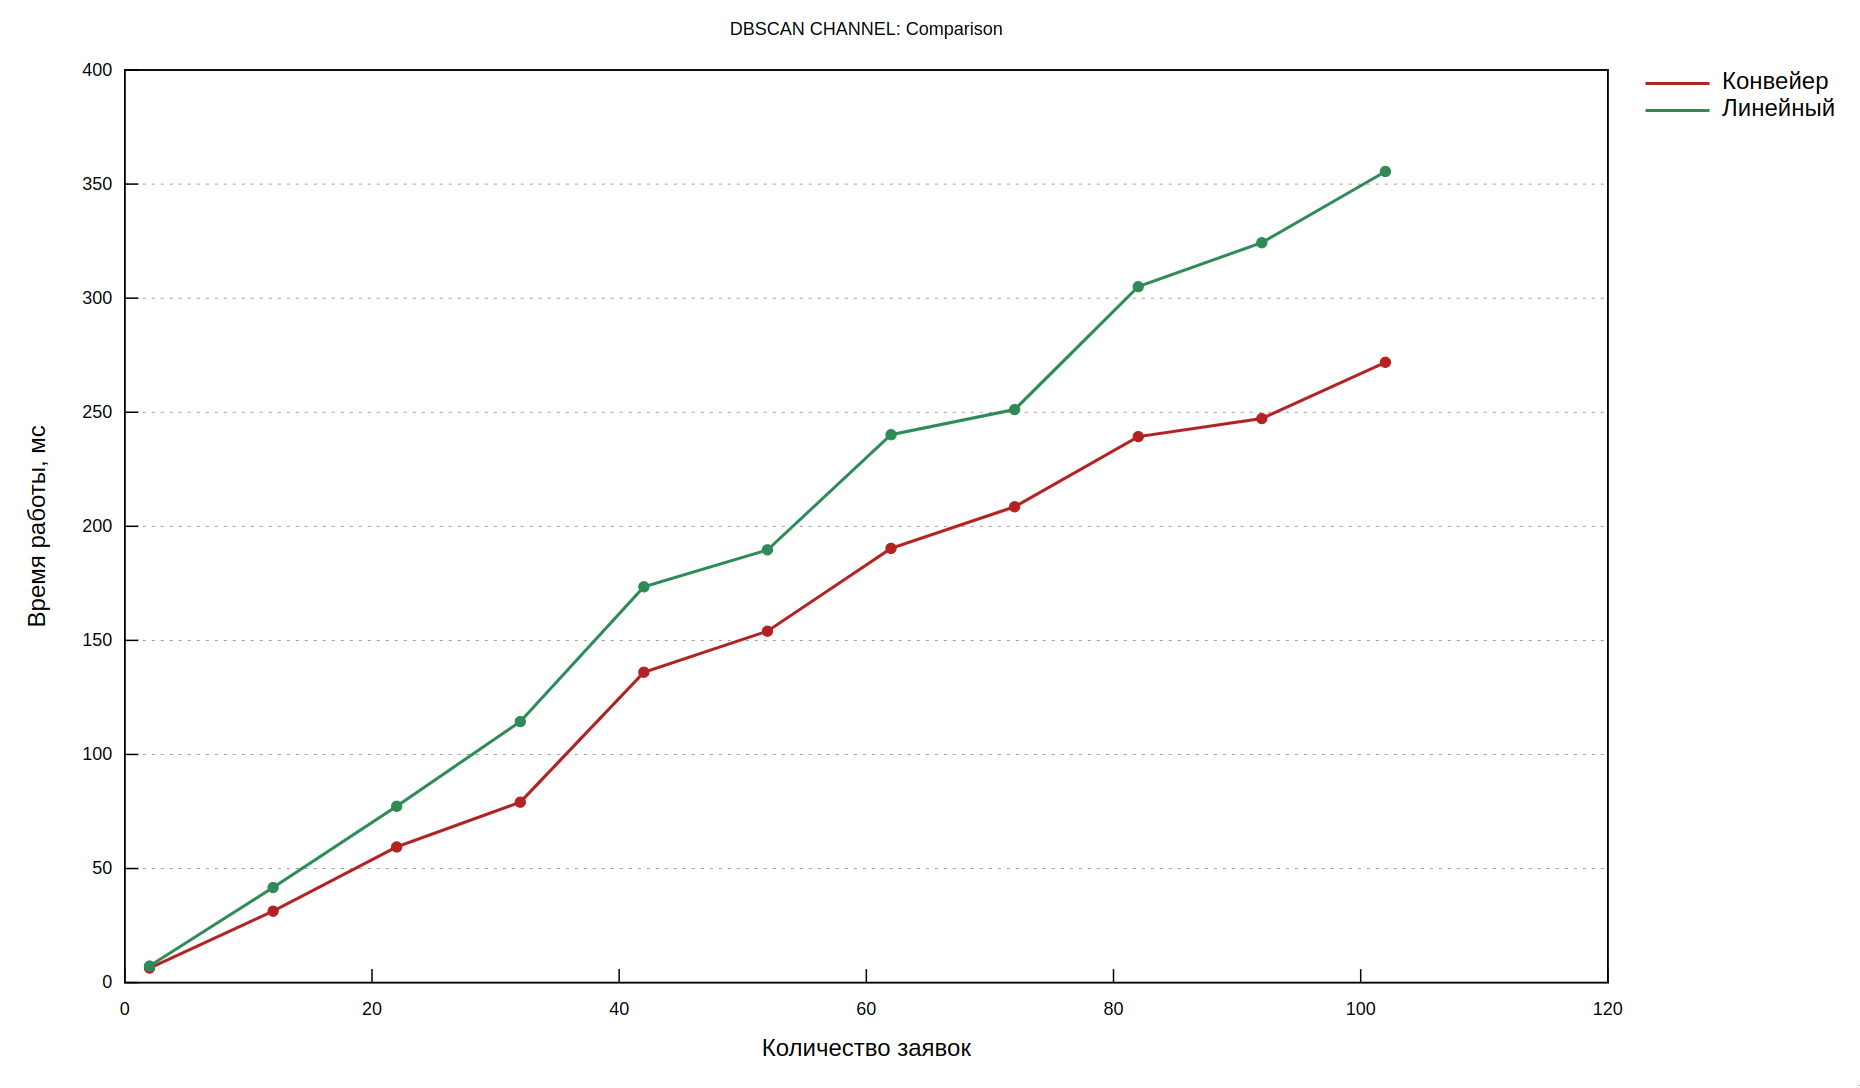 DBSCAN CHANNEL: Comparison
Конвейер
Линейный
400
350
300
250
200
150
100
50
0
Время работы, мс
0 20 40 60 80 100 120
Количество заявок